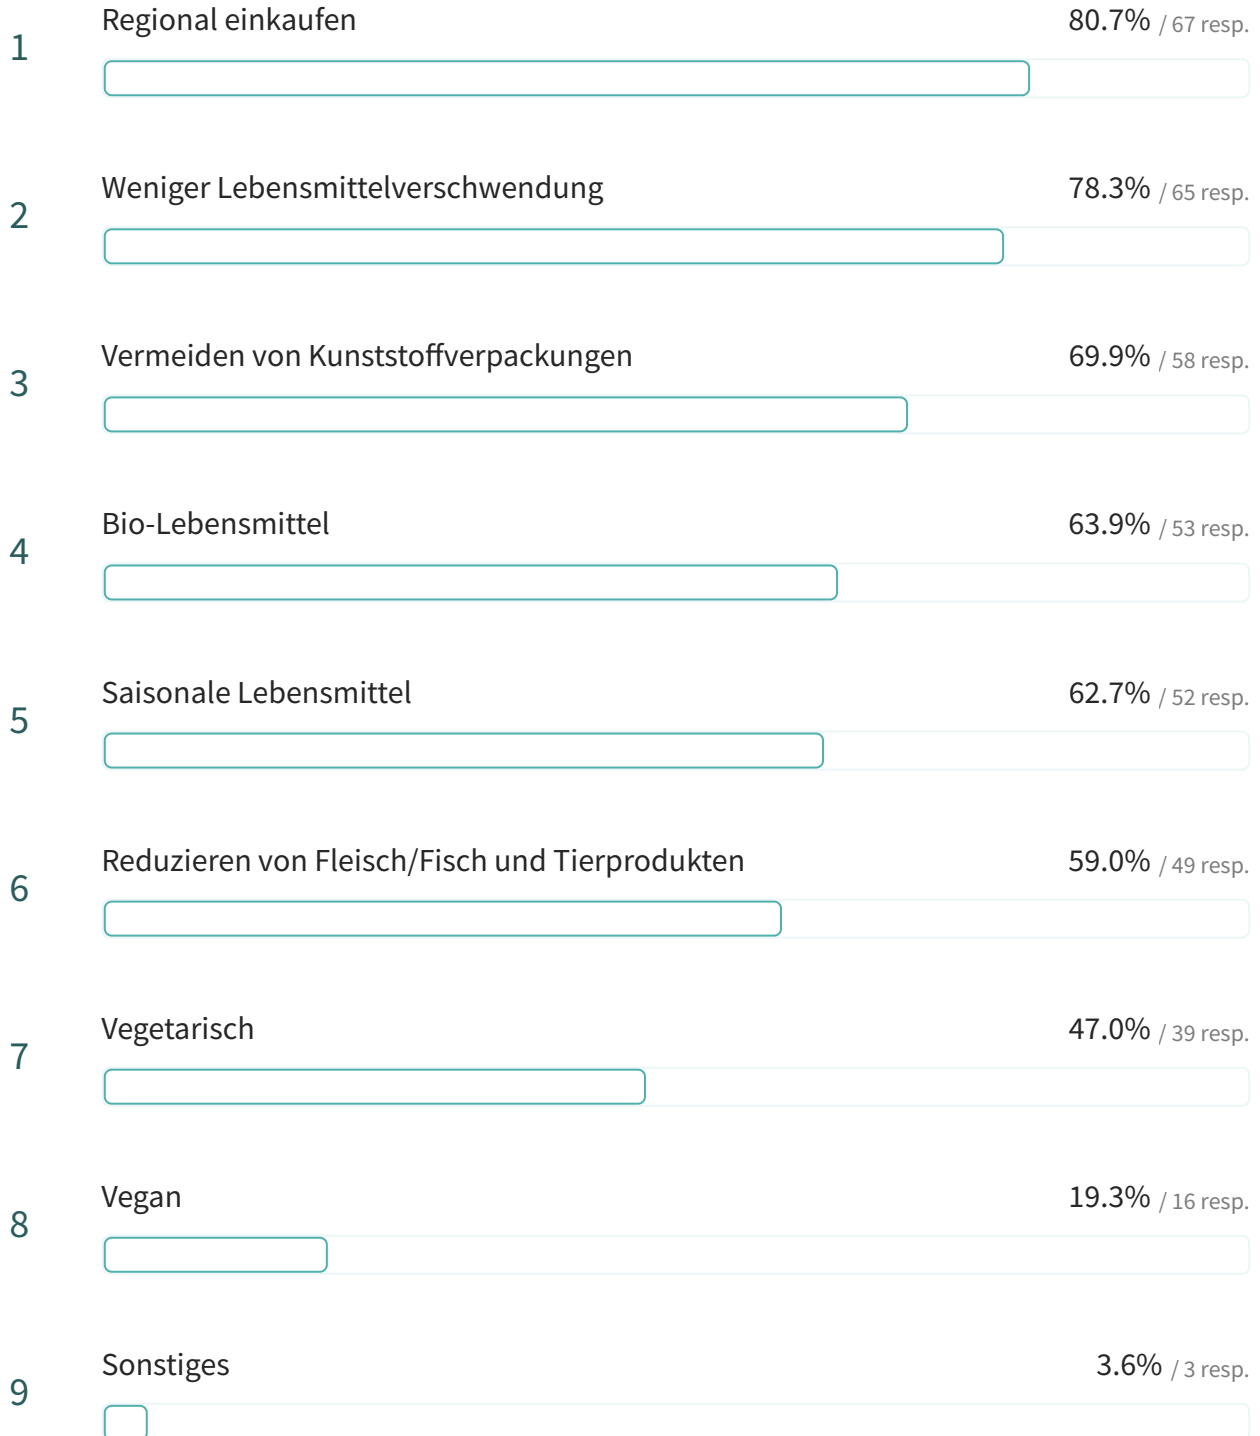 1 Regional einkaufen 80.7% / 67 resp.
2 Weniger Lebensmittelverschwendung 78.3% / 65 resp.
3 Vermeiden von Kunststoffverpackungen 69.9% / 58 resp.
4 Bio-Lebensmittel 63.9% / 53 resp.
5 Saisonale Lebensmittel 62.7% / 52 resp.
6 Reduzieren von Fleisch/Fisch und Tierprodukten 59.0% / 49 resp.
7 Vegetarisch 47.0% / 39 resp.
8 Vegan 19.3% / 16 resp.
9 Sonstiges 3.6% / 3 resp.